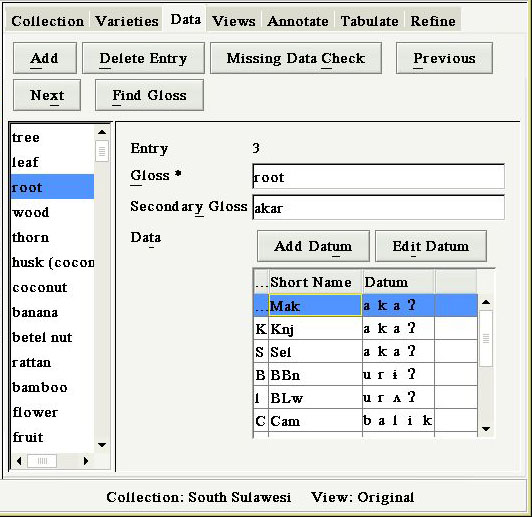 Collection Varieties Data Views Annotate Tabulate Refine
Add Delete Entry Missing Data Check Previous
Next Find Gloss
tree
leaf
root
wood
thorn
husk (cocon
coconut
banana
betel nut
rattan
bamboo
flower
fruit
Entry 3
Gloss * root
Secondary Gloss akar
Data Add Datum Edit Datum
... Short Name Datum
... Mak a k a ʔ
K Knj a k a ʔ
S Sel a k a ʔ
B BBn u r ɨ ʔ
l BLw u r ʌ ʔ
C Cam b a l i k
Collection: South Sulawesi View: Original